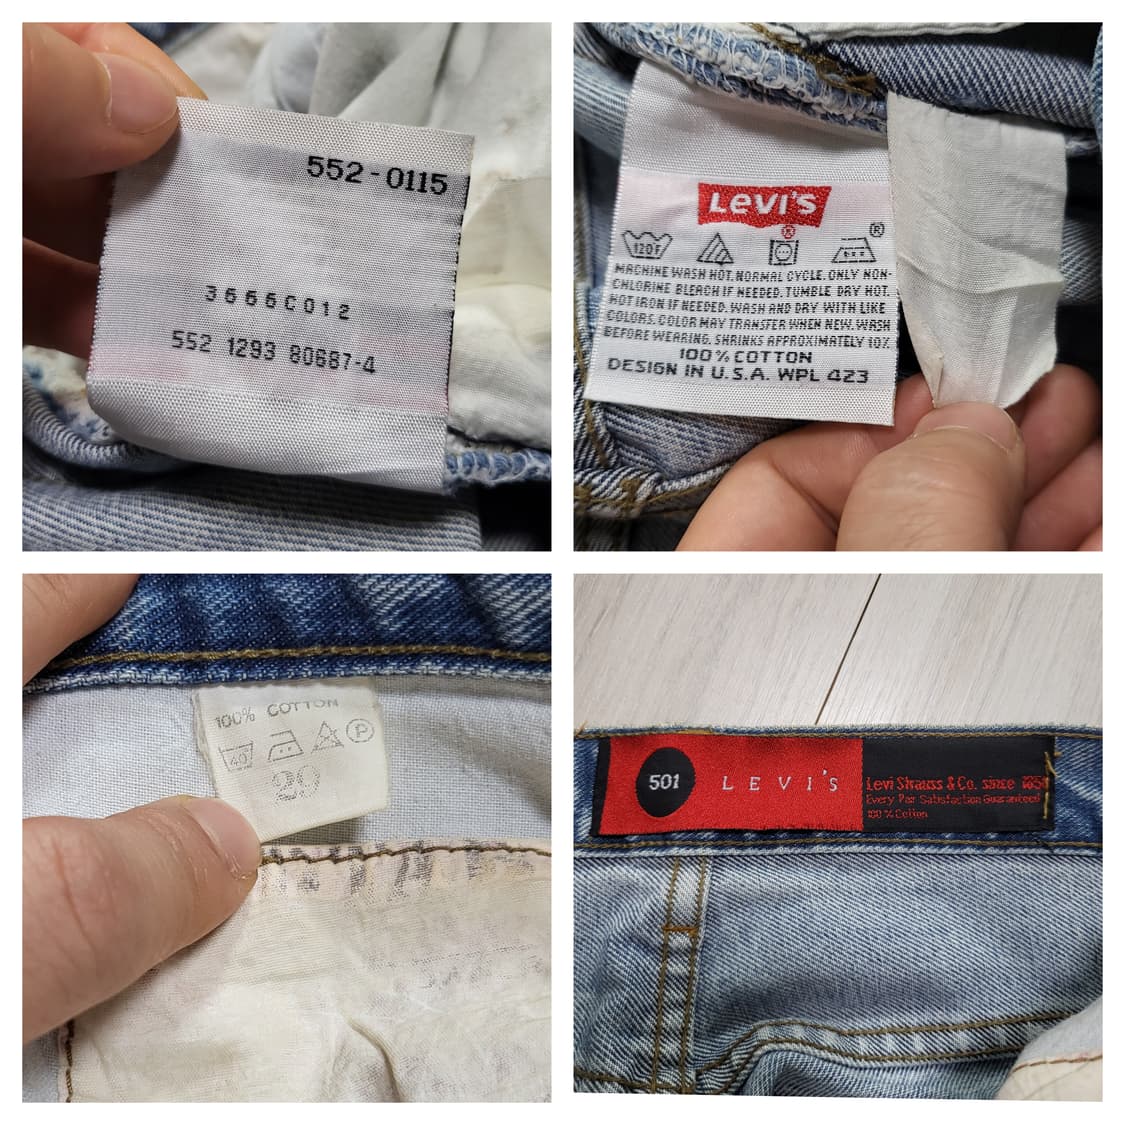 552-0115
3666C012
552 1293 80687-4
Levi's
®
120F
®
MACHINE WASH HOT, NORMAL CYCLE. ONLY NON-
CHLORINE BLEACH IF NEEDED. TUMBLE DRY HOT.
HOT IRON IF NEEDED. WASH AND DRY WITH LIKE
COLORS. COLOR MAY TRANSFER WHEN NEW. WASH
BEFORE WEARING. SHRINKS APPROXIMATELY 10%
100% COTTON
DESIGN IN U.S.A. WPL 423
100% COTTON
40° P
29
501 LEVI's
Levi Strauss & Co. since
Every Pair Satisfaction Guaranteed
100 % Cotton